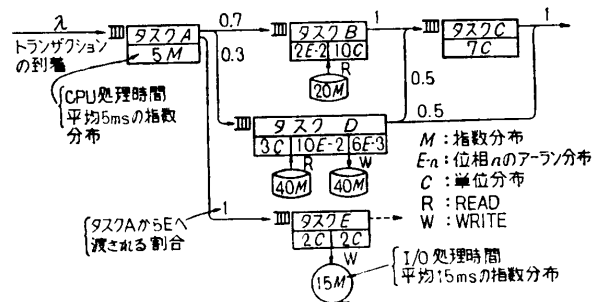 λ
トランザクション
の到着
タスクA
5M
0.7
0.3
タスクB
2E-2 10C
R
20M
1
タスクC
7C
1
0.5
0.5
CPU処理時間
平均5msの指数
分布
タスクD
3C 10E-2 6E-3
R
W
40M
40M
M:指数分布
E-n:位相nのアーラン分布
C:単位分布
R:READ
W:WRITE
タスクAからEへ
渡される割合
1
タスクE
2C 2C
W
15M
I/O処理時間
平均15msの指数分布